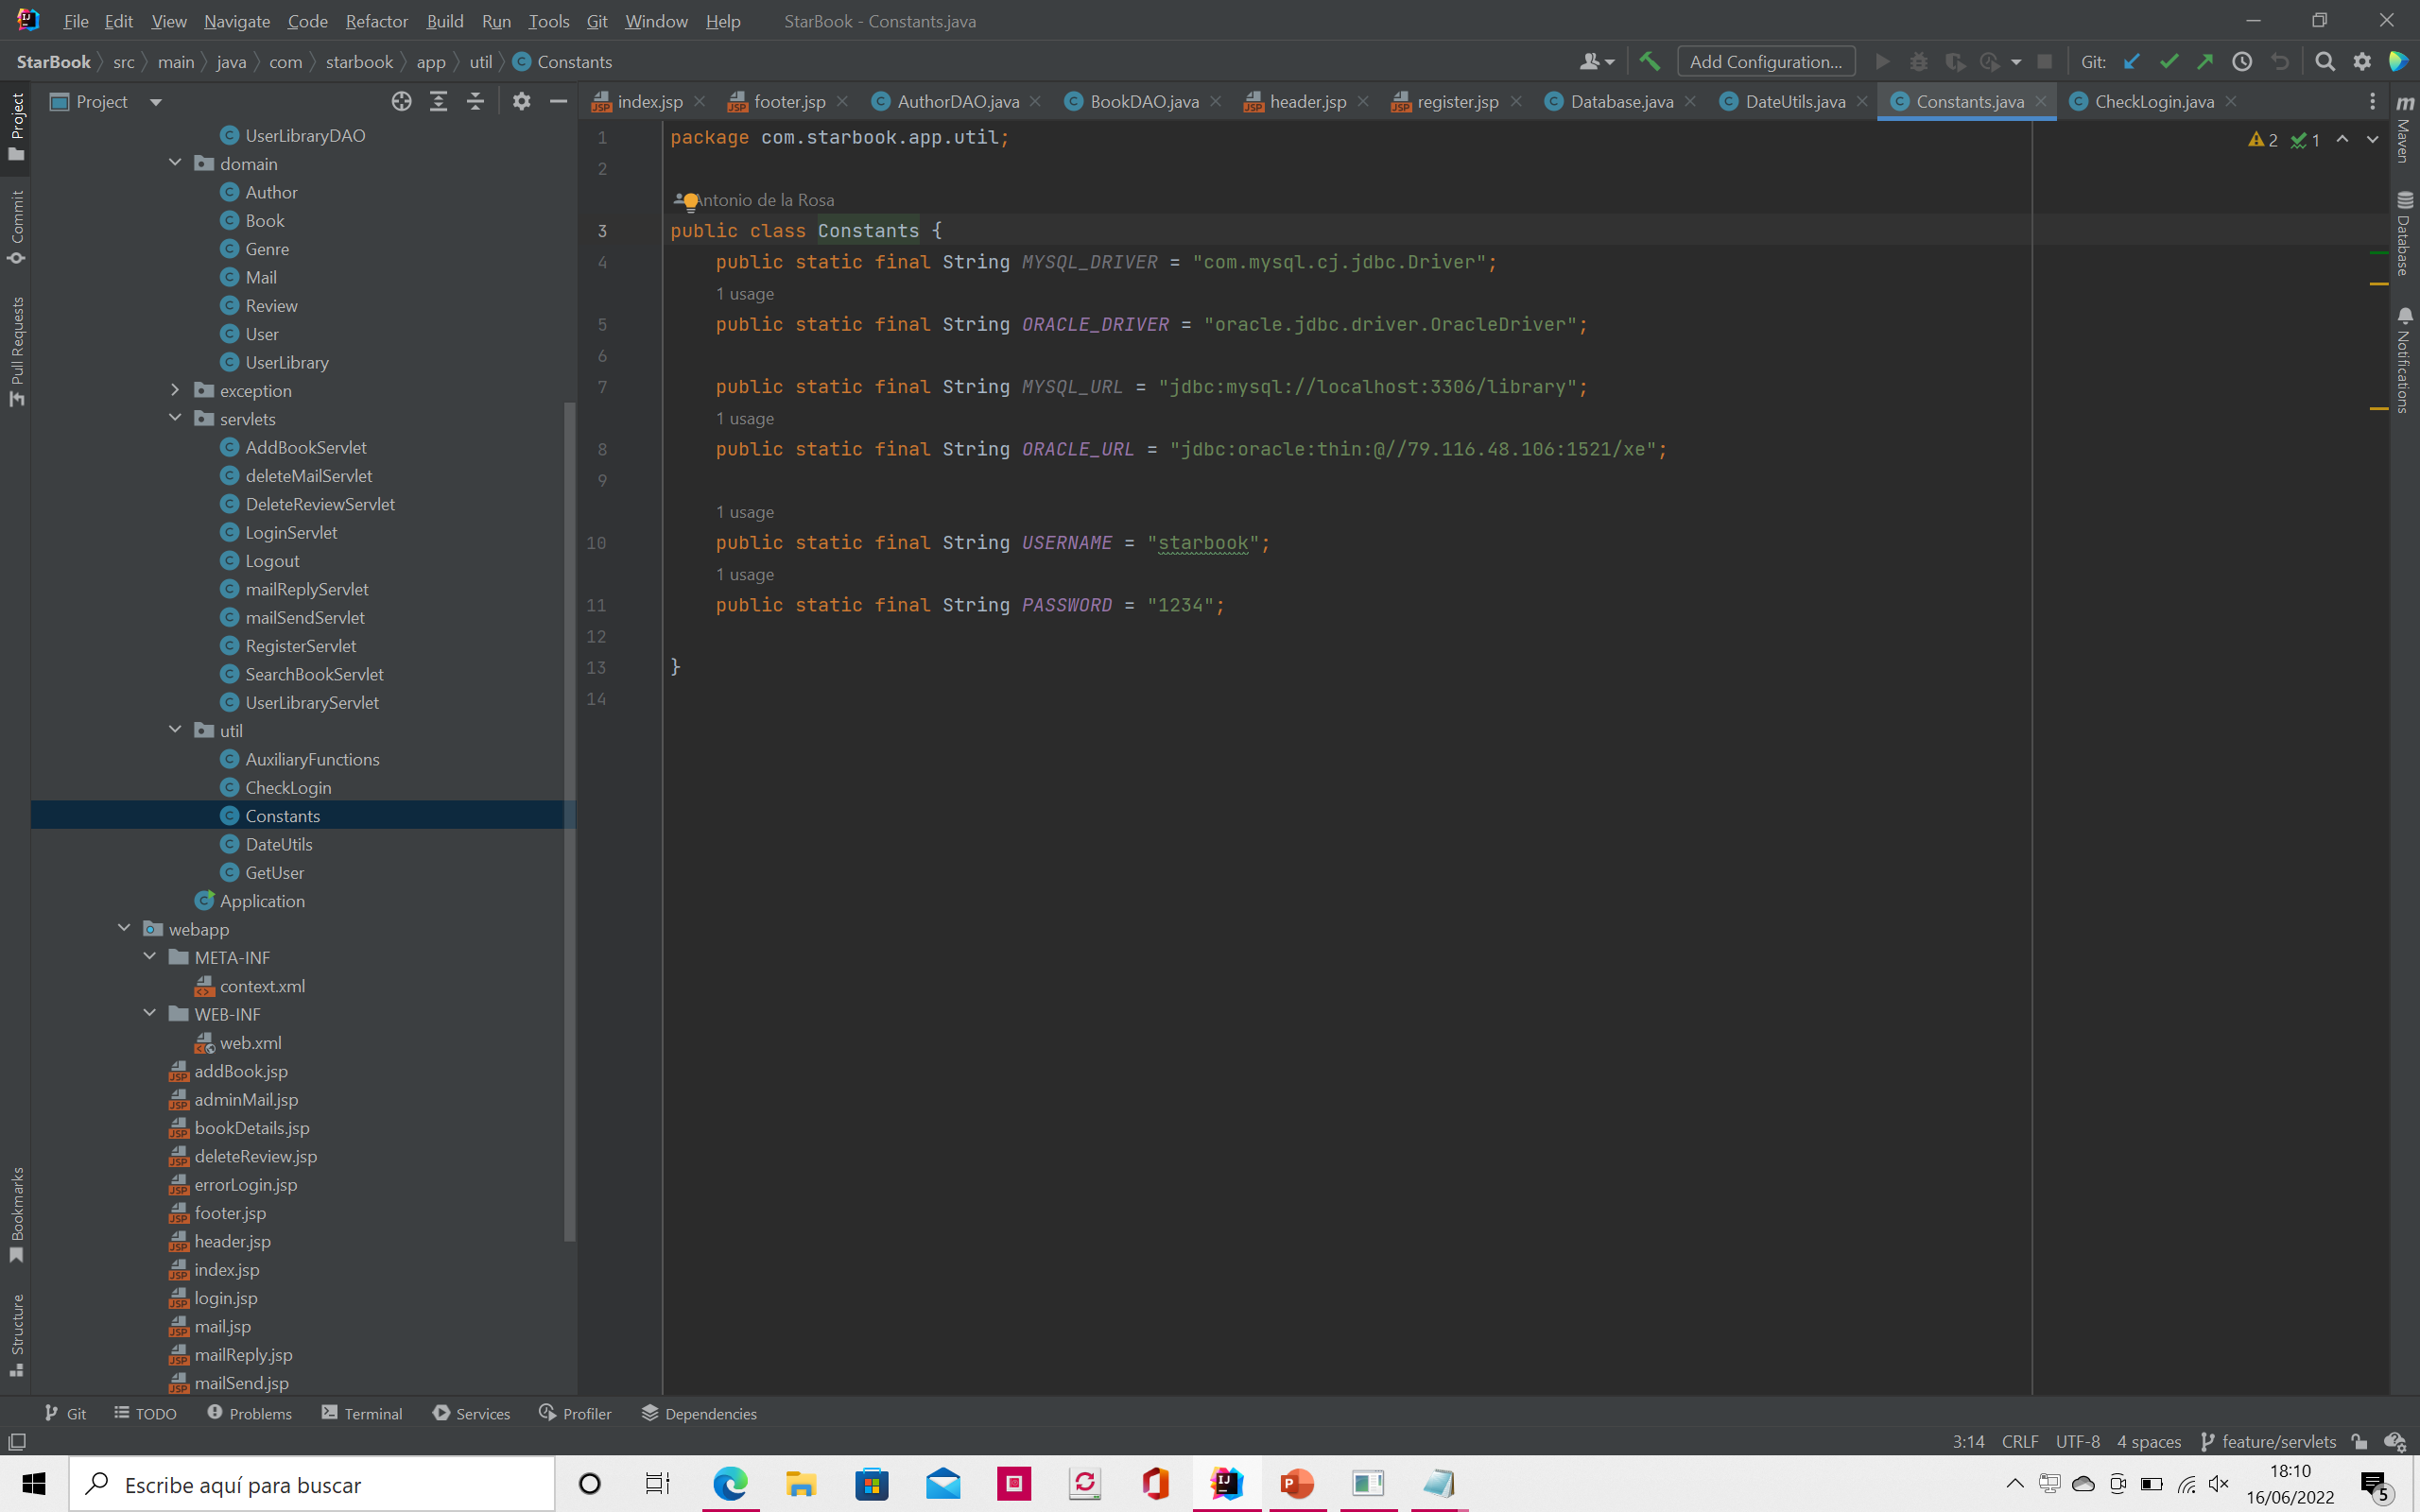 File Edit View Navigate Code Refactor Build Run Tools Git Window Help StarBook - Constants.java
StarBook src main java com starbook app util Constants Add Configuration... Git:
Project
index.jsp footer.jsp AuthorDAO.java BookDAO.java header.jsp register.jsp Database.java DateUtils.java Constants.java CheckLogin.java
Project
Commit
Pull Requests
Bookmarks
Structure
UserLibraryDAO
domain
Author
Book
Genre
Mail
Review
User
UserLibrary
exception
servlets
AddBookServlet
deleteMailServlet
DeleteReviewServlet
LoginServlet
Logout
mailReplyServlet
mailSendServlet
RegisterServlet
SearchBookServlet
UserLibraryServlet
util
AuxiliaryFunctions
CheckLogin
Constants
DateUtils
GetUser
Application
webapp
META-INF
context.xml
WEB-INF
web.xml
addBook.jsp
adminMail.jsp
bookDetails.jsp
deleteReview.jsp
errorLogin.jsp
footer.jsp
header.jsp
index.jsp
login.jsp
mail.jsp
mailReply.jsp
mailSend.jsp
1 package com.starbook.app.util;
2
Antonio de la Rosa
3 public class Constants {
4 public static final String MYSQL_DRIVER = "com.mysql.cj.jdbc.Driver";
1 usage
5 public static final String ORACLE_DRIVER = "oracle.jdbc.driver.OracleDriver";
6
7 public static final String MYSQL_URL = "jdbc:mysql://localhost:3306/library";
1 usage
8 public static final String ORACLE_URL = "jdbc:oracle:thin:@//79.116.48.106:1521/xe";
9
1 usage
10 public static final String USERNAME = "starbook";
1 usage
11 public static final String PASSWORD = "1234";
12
13 }
14
2 1
Maven
Database
Notifications
Git TODO Problems Terminal Services Profiler Dependencies
3:14 CRLF UTF-8 4 spaces feature/servlets
Escribe aquí para buscar
18:10
16/06/2022
5